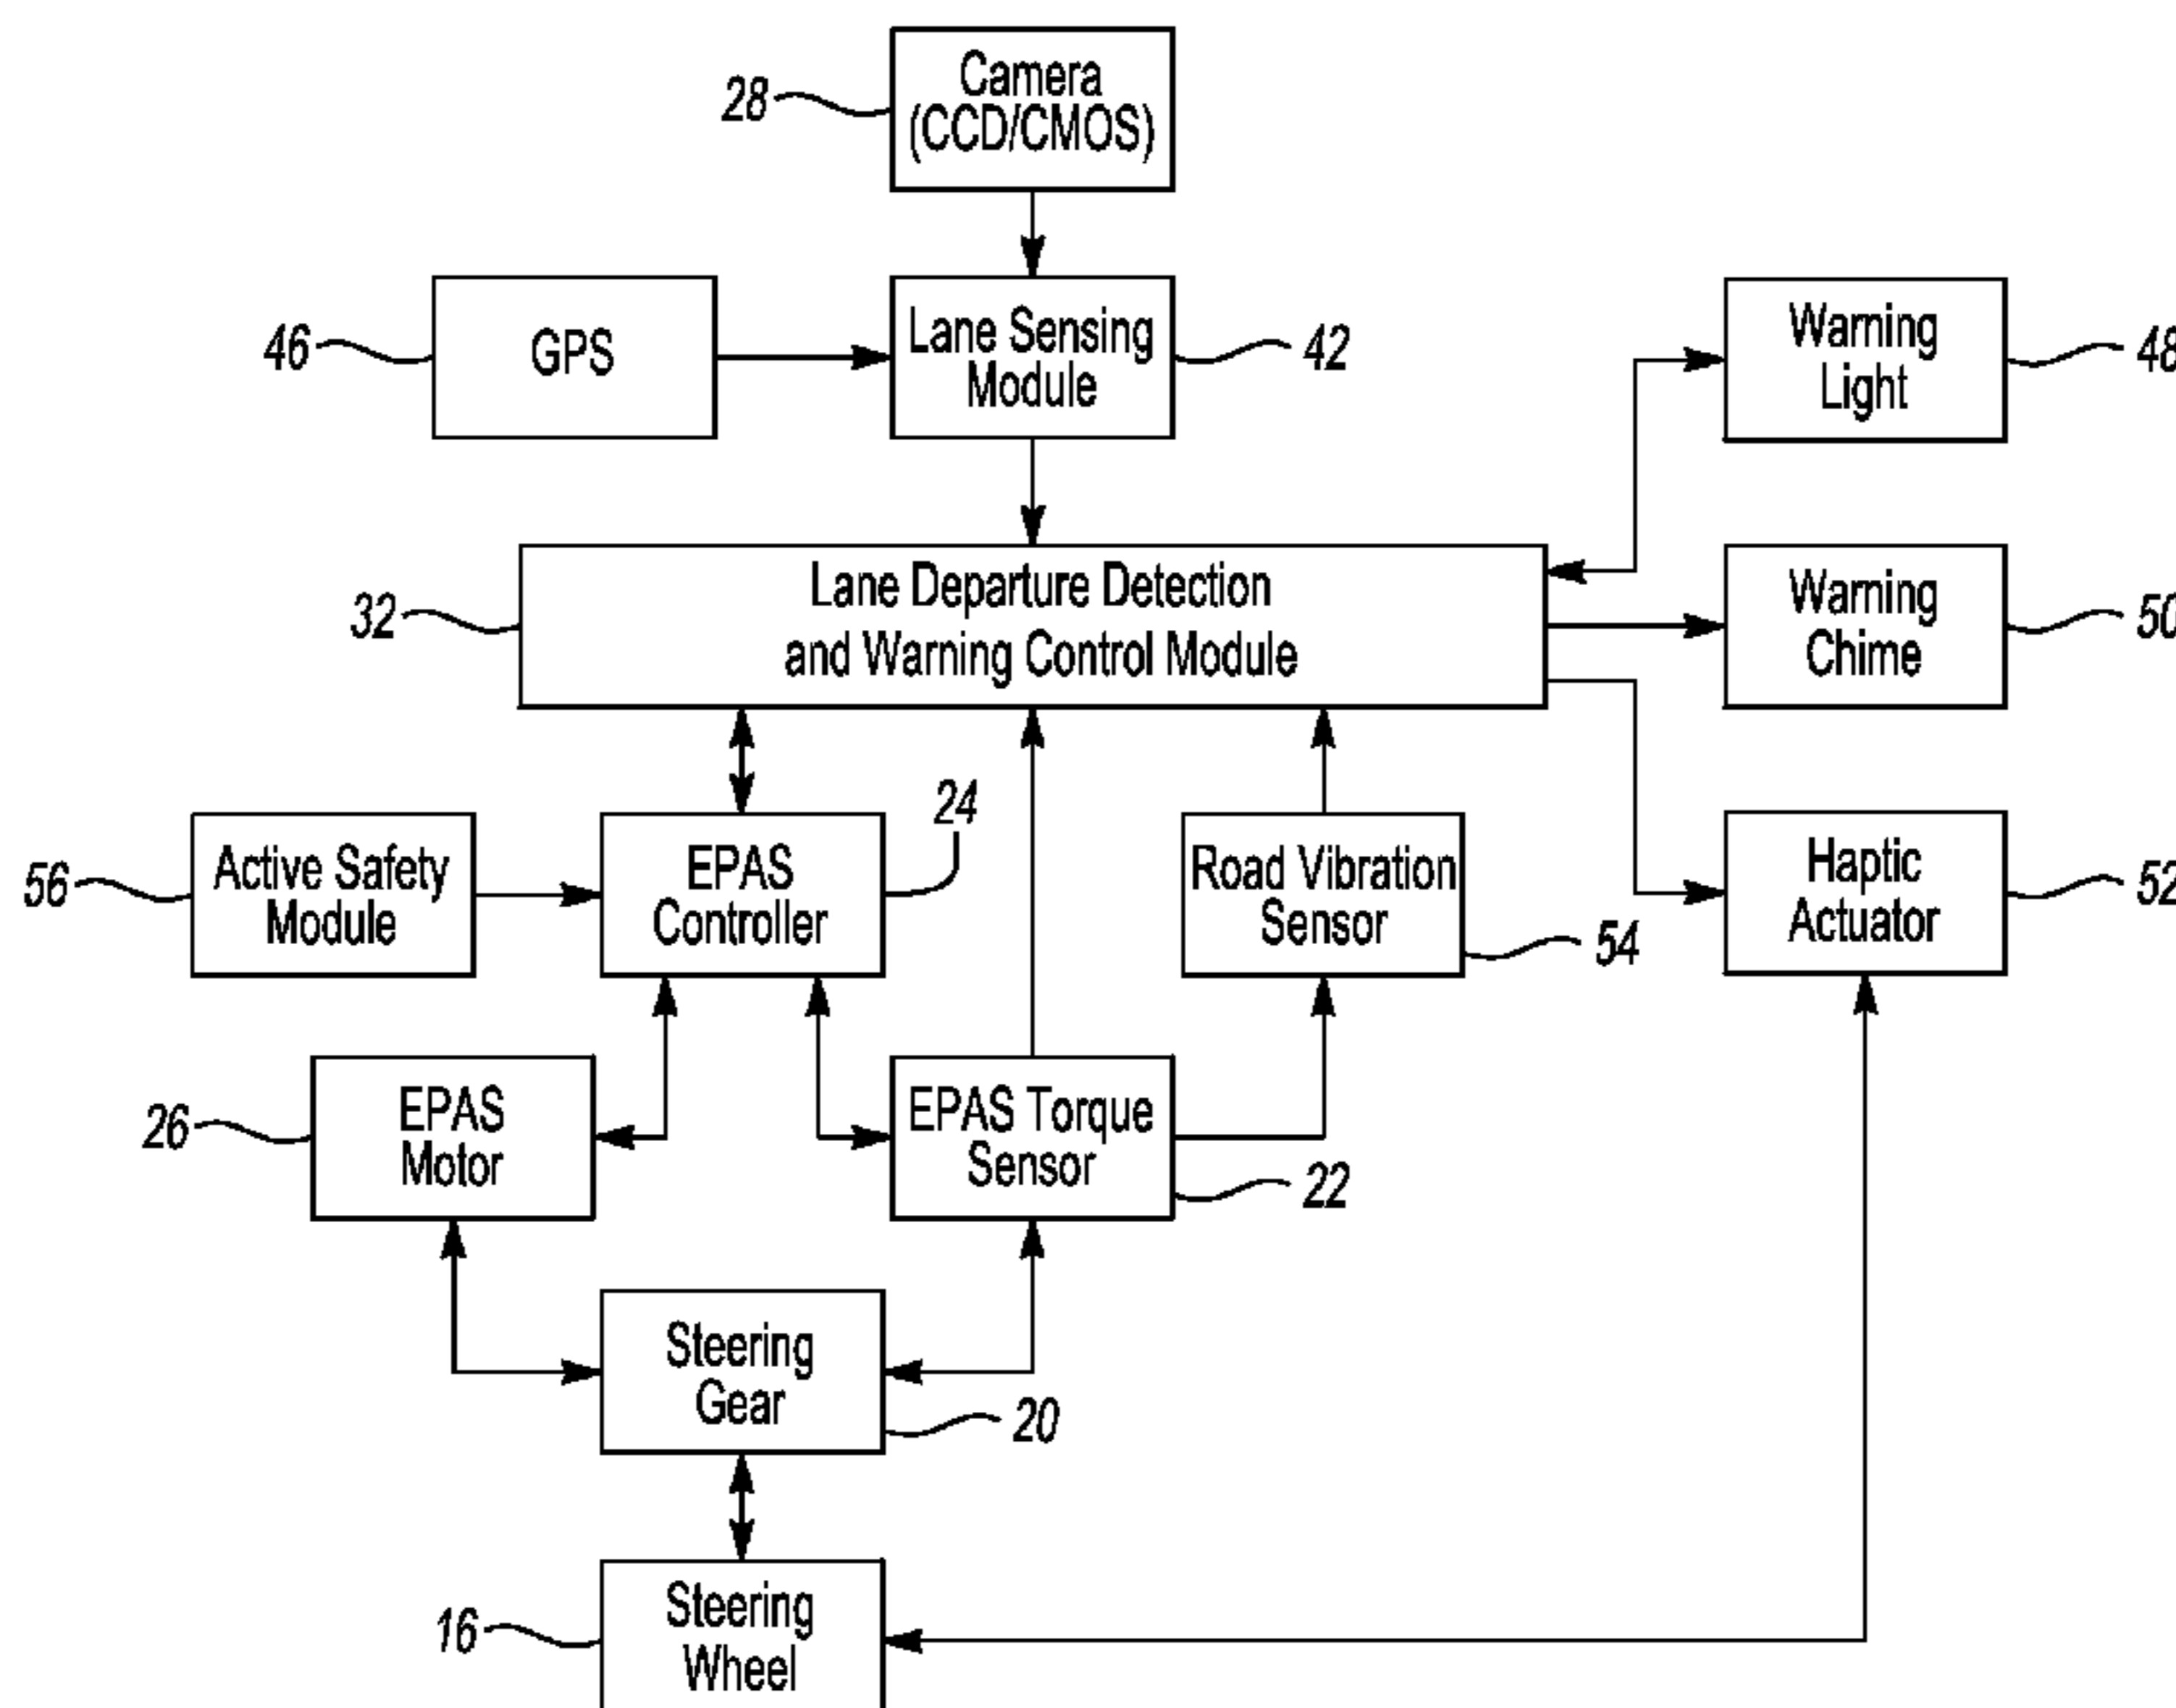 Camera
(CCD/CMOS)
28
GPS
46
Lane Sensing
Module
42
Warning
Light
48
Lane Departure Detection
and Warning Control Module
32
Warning
Chime
50
Active Safety
Module
56
EPAS
Controller
24
Road Vibration
Sensor
54
Haptic
Actuator
52
EPAS
Motor
26
EPAS Torque
Sensor
22
Steering
Gear
20
Steering
Wheel
16